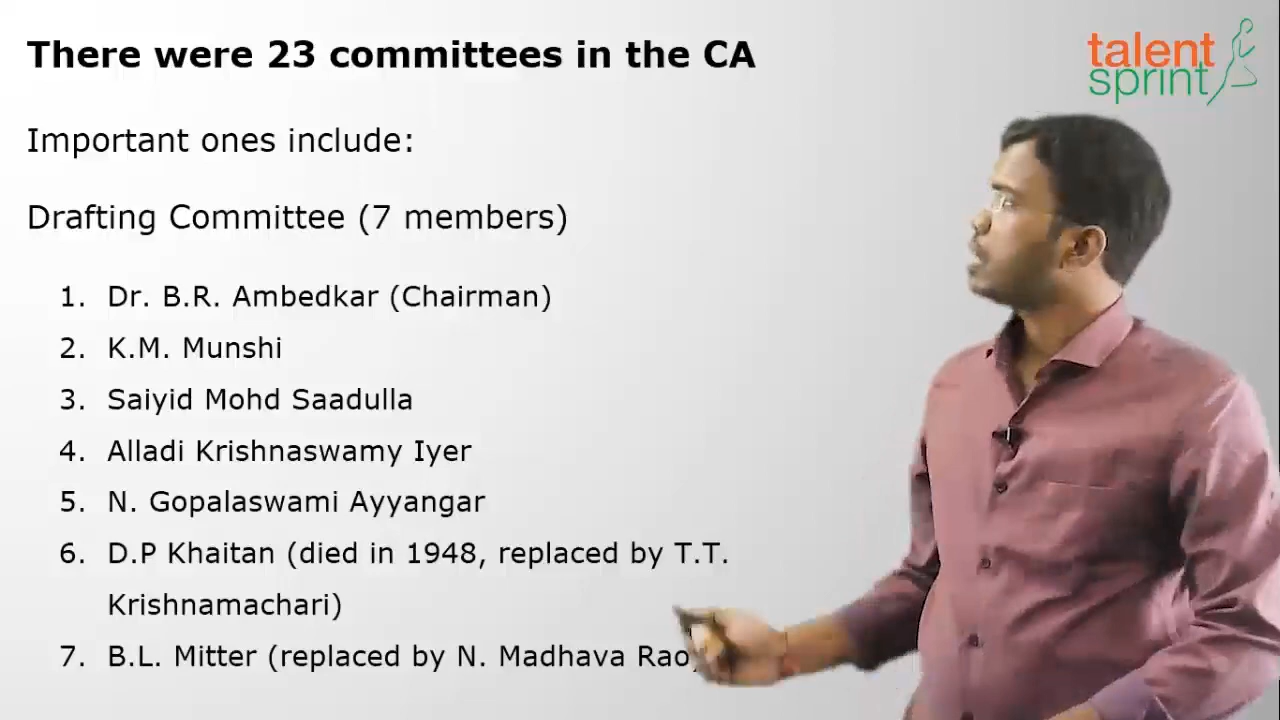 There were 23 committees in the CA
talent
sprint
Important ones include:
Drafting Committee (7 members)
1. Dr. B.R. Ambedkar (Chairman)
2. K.M. Munshi
3. Saiyid Mohd Saadulla
4. Alladi Krishnaswamy Iyer
5. N. Gopalaswami Ayyangar
6. D.P Khaitan (died in 1948, replaced by T.T.
Krishnamachari)
7. B.L. Mitter (replaced by N. Madhava Rao)